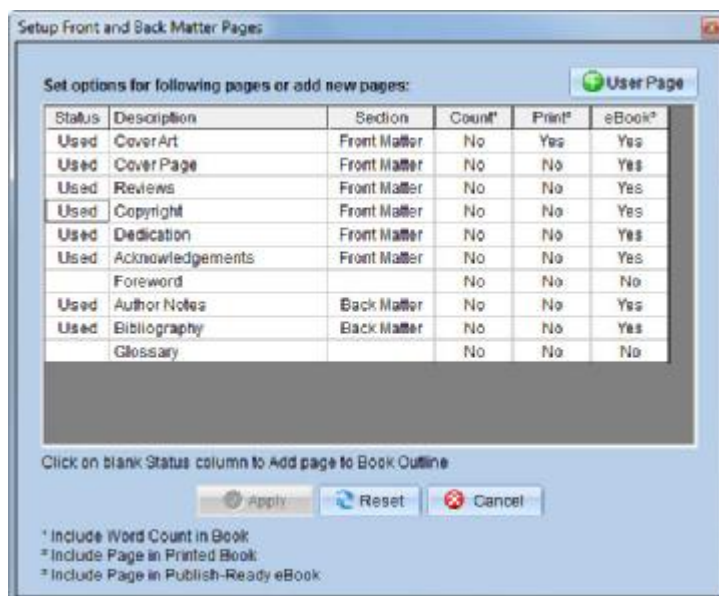 Setup Front and Back Matter Pages
Set options for following pages or add new pages:
User Page
Status Description Section Count¹ Print² eBook³
Used Cover Art Front Matter No Yes Yes
Used Cover Page Front Matter No No Yes
Used Reviews Front Matter No No Yes
Used Copyright Front Matter No No Yes
Used Dedication Front Matter No No Yes
Used Acknowledgements Front Matter No No Yes
Foreword No No No
Used Author Notes Back Matter No No Yes
Used Bibliography Back Matter No No Yes
Glossary No No No
Click on blank Status column to Add page to Book Outline
Apply Reset Cancel
¹ Include Word Count in Book
² Include Page in Printed Book
³ Include Page in Publish-Ready eBook